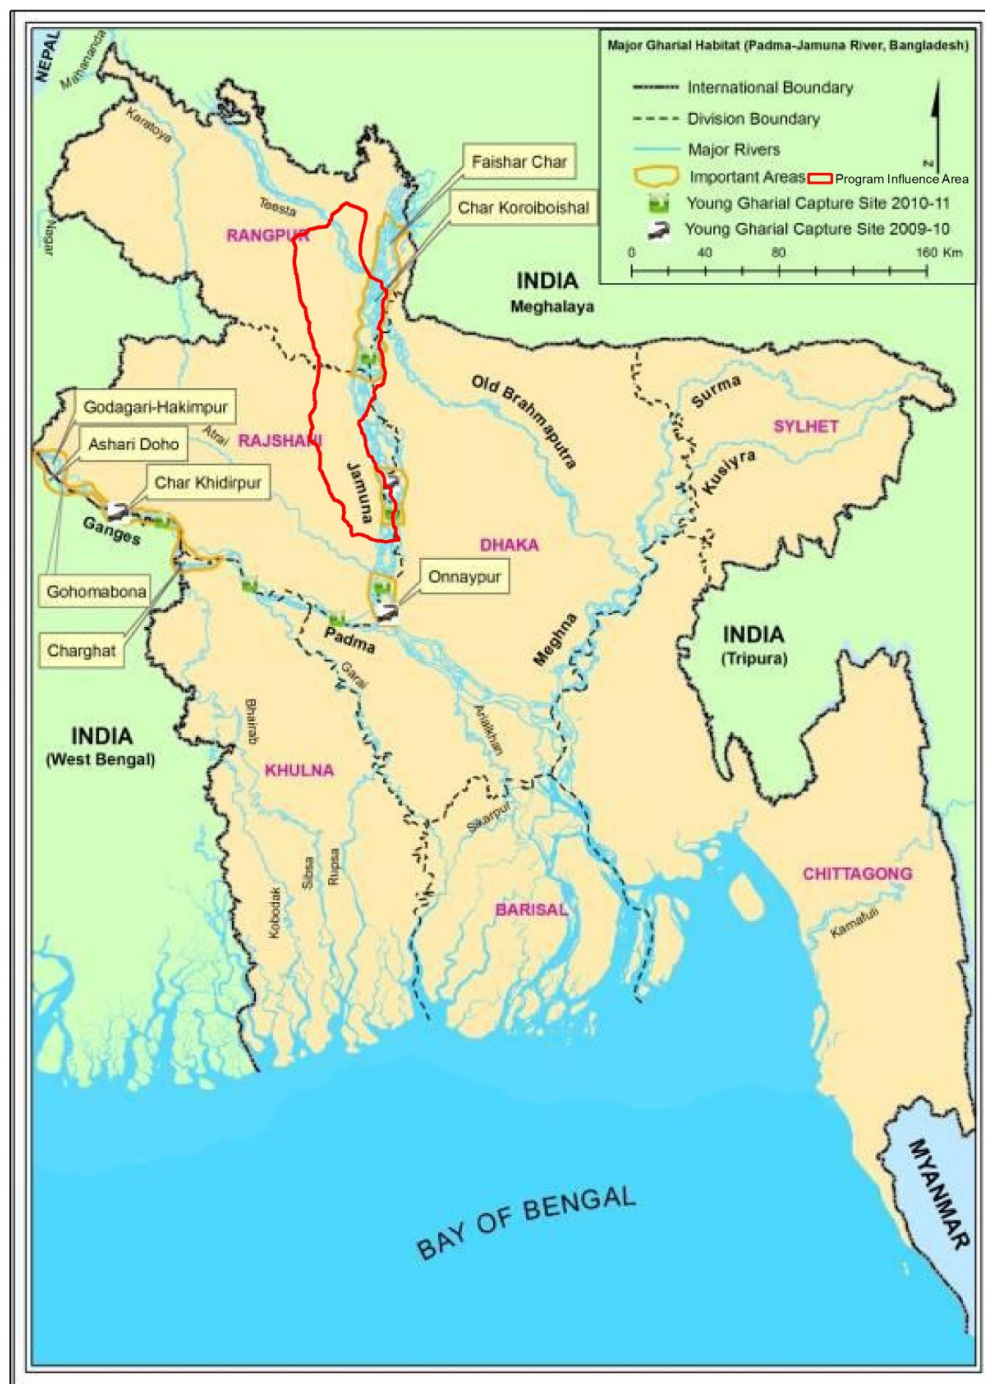 Major Gharial Habitat (Padma-Jamuna River, Bangladesh)
International Boundary
Division Boundary
Major Rivers
Important Areas
Program Influence Area
Young Gharial Capture Site 2010-11
Young Gharial Capture Site 2009-10
0 40 80 160 Km
N
NEPAL
Mahananda
Karatoya
Teesta
Nagar
RANGPUR
Faishar Char
Char Koroiboishal
INDIA
Meghalaya
Godagari-Hakimpur
Ashari Doho
Char Khidirpur
Atrai
RAJSHAHI
Jamuna
Old Brahmaputra
Surma
SYLHET
Kusiyra
Ganges
DHAKA
Gohomabona
Charghat
Onnaypur
Padma
Meghna
INDIA
(Tripura)
Garai
Arialkhan
Bhairab
INDIA
(West Bengal)
KHULNA
Sikarpur
Kobodak
Sibsa
Rupsa
BARISAL
CHITTAGONG
Karnafuli
BAY OF BENGAL
MYANMAR